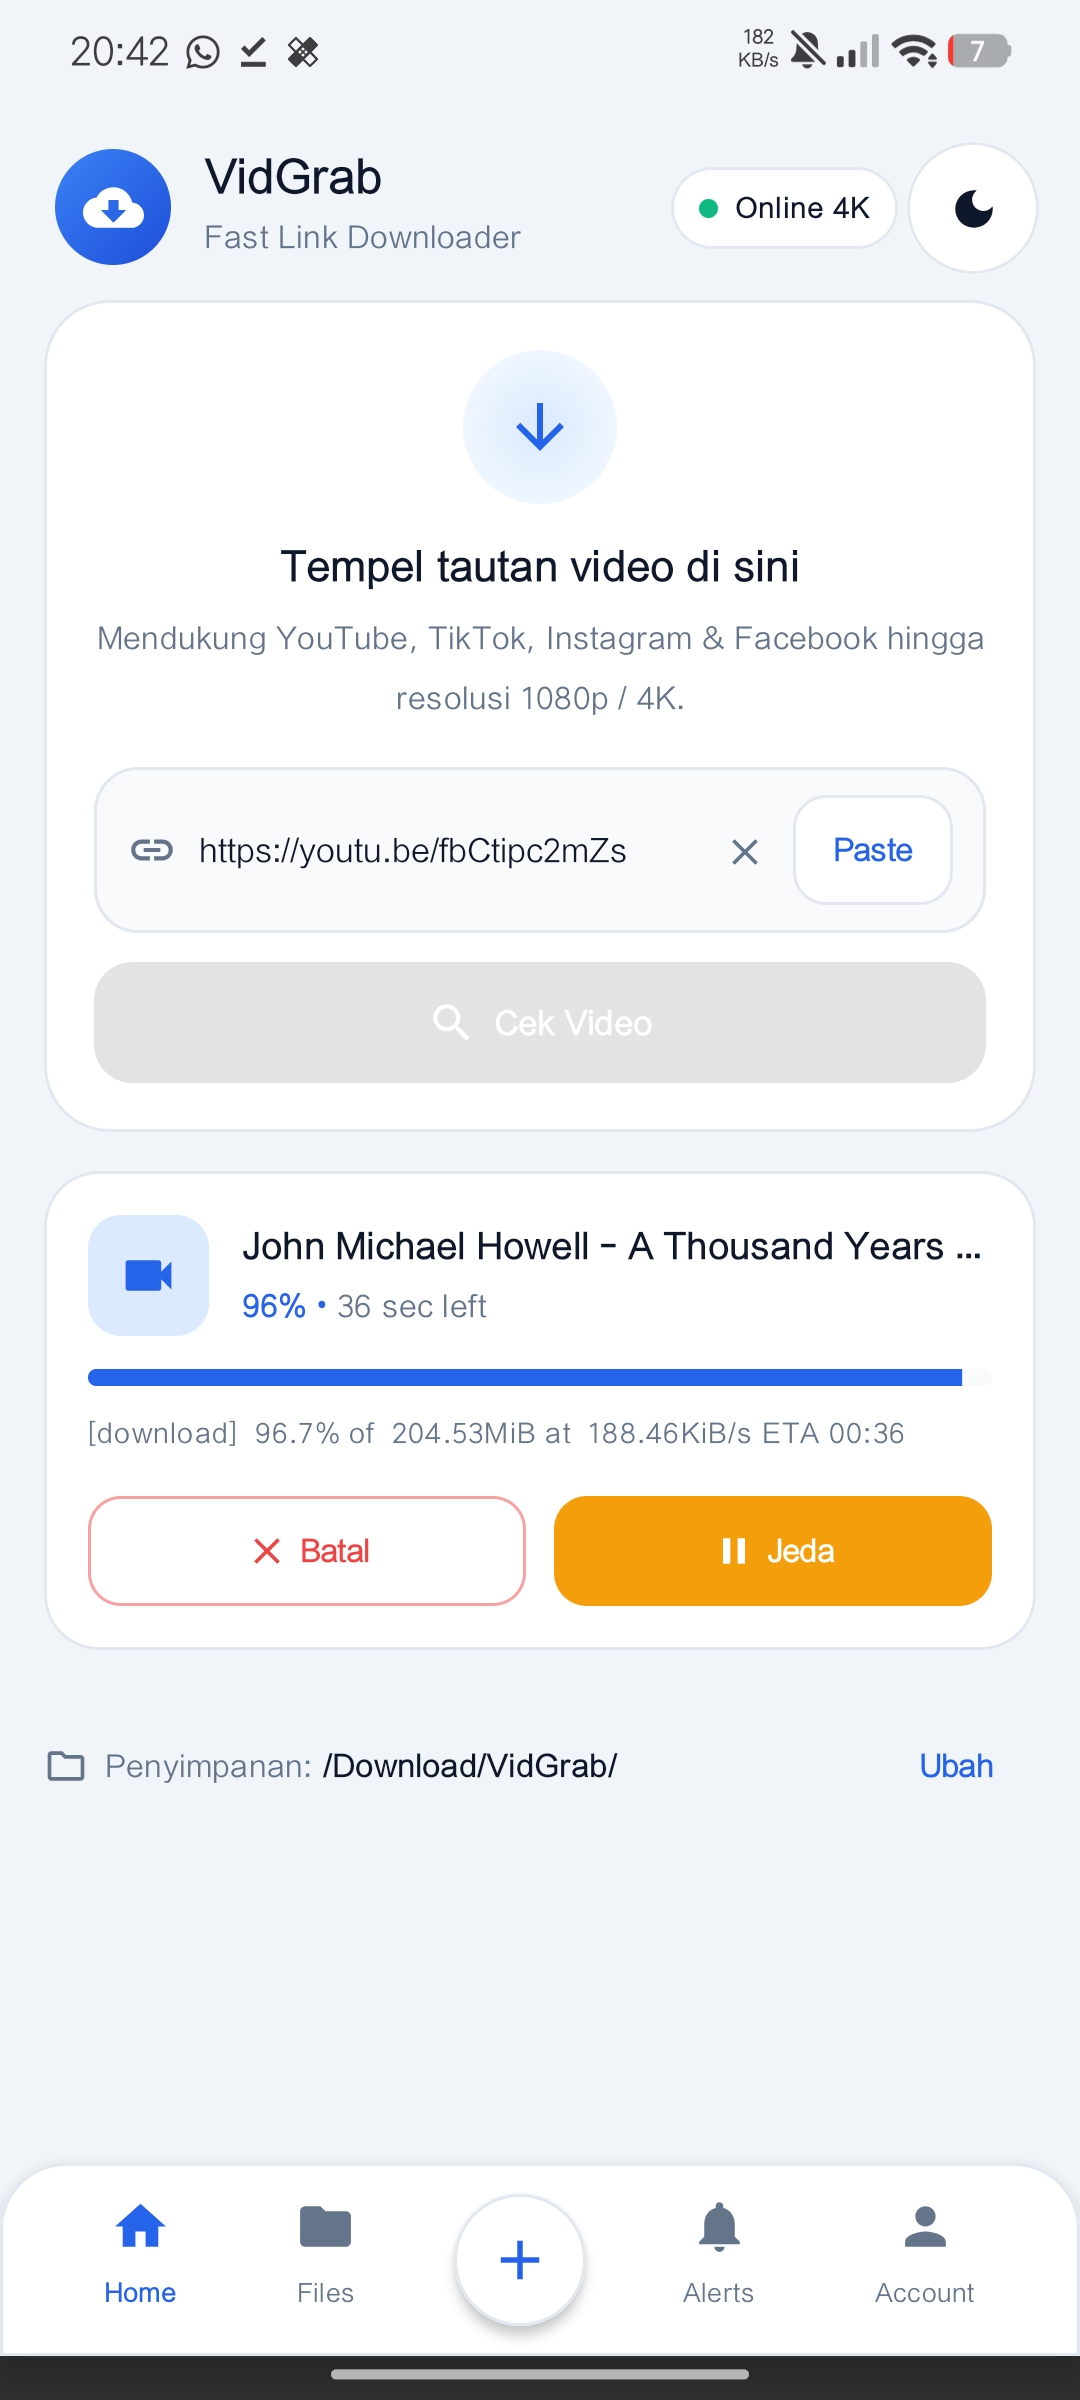 20:42
182
KB/s
7
VidGrab
Fast Link Downloader
Online 4K
Tempel tautan video di sini
Mendukung YouTube, TikTok, Instagram & Facebook hingga
resolusi 1080p / 4K.
https://youtu.be/fbCtipc2mZs
Paste
Cek Video
John Michael Howell - A Thousand Years ...
96% • 36 sec left
[download]  96.7% of  204.53MiB at  188.46KiB/s ETA 00:36
Batal
Jeda
Penyimpanan: /Download/VidGrab/
Ubah
Home
Files
Alerts
Account